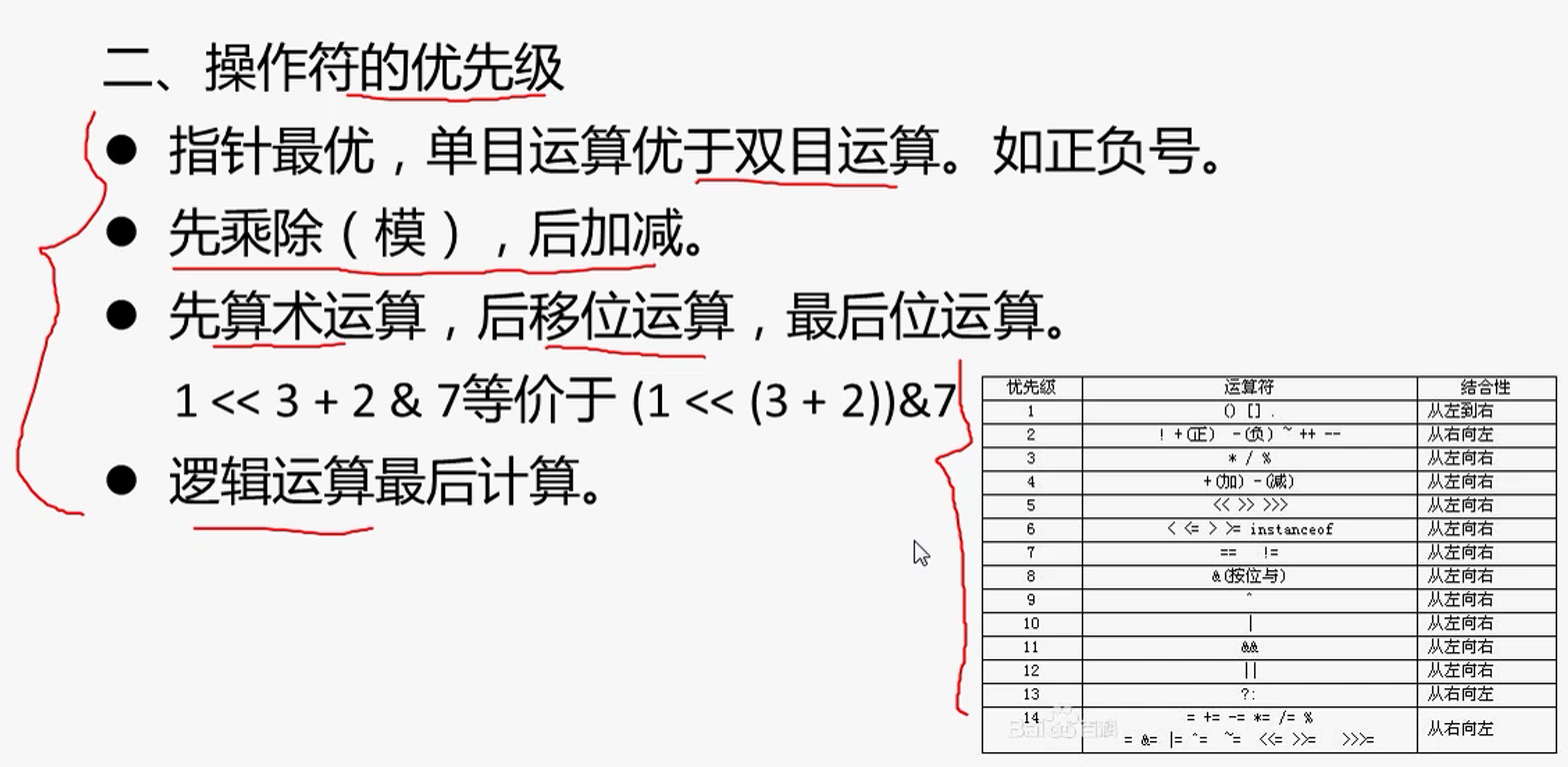 二、操作符的优先级
● 指针最优，单目运算优于双目运算。如正负号。
● 先乘除（模），后加减。
● 先算术运算，后移位运算，最后位运算。
1 << 3 + 2 & 7等价于 (1 << (3 + 2))&7
● 逻辑运算最后计算。
优先级 运算符 结合性
1 () [] . 从左到右
2 ! +(正) -(负) ~ ++ -- 从右向左
3 * / % 从左向右
4 +(加) -(减) 从左向右
5 << >> >>> 从左向右
6 < <= > >= instanceof 从左向右
7 == != 从左向右
8 &(按位与) 从左向右
9 ^ 从左向右
10 | 从左向右
11 && 从左向右
12 || 从左向右
13 ?: 从右向左
14 = += -= *= /= % 从右向左
= &= |= ^= ~= <<= >>= >>>=
Baidu百科